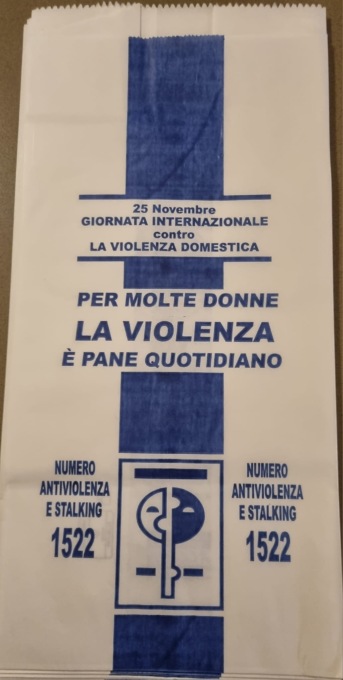 25 Novembre
GIORNATA INTERNAZIONALE
contro
LA VIOLENZA DOMESTICA
PER MOLTE DONNE
LA VIOLENZA
È PANE QUOTIDIANO
NUMERO
ANTIVIOLENZA
E STALKING
1522
NUMERO
ANTIVIOLENZA
E STALKING
1522